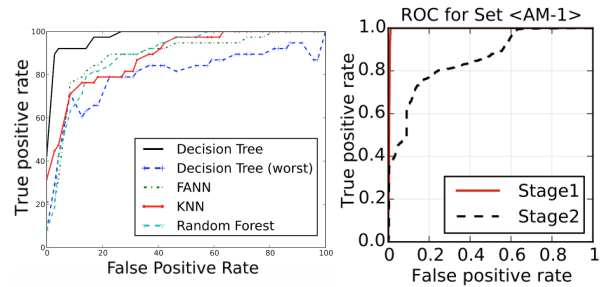 ROC for Set <AM-1>
True positive rate
100
80
60
40
20
0
0 20 40 60 80 100
False Positive Rate
Decision Tree
Decision Tree (worst)
FANN
KNN
Random Forest
True positive rate
1.0
0.8
0.6
0.4
0.2
0.0
0.2 0.4 0.6 0.8 1
False positive rate
Stage1
Stage2